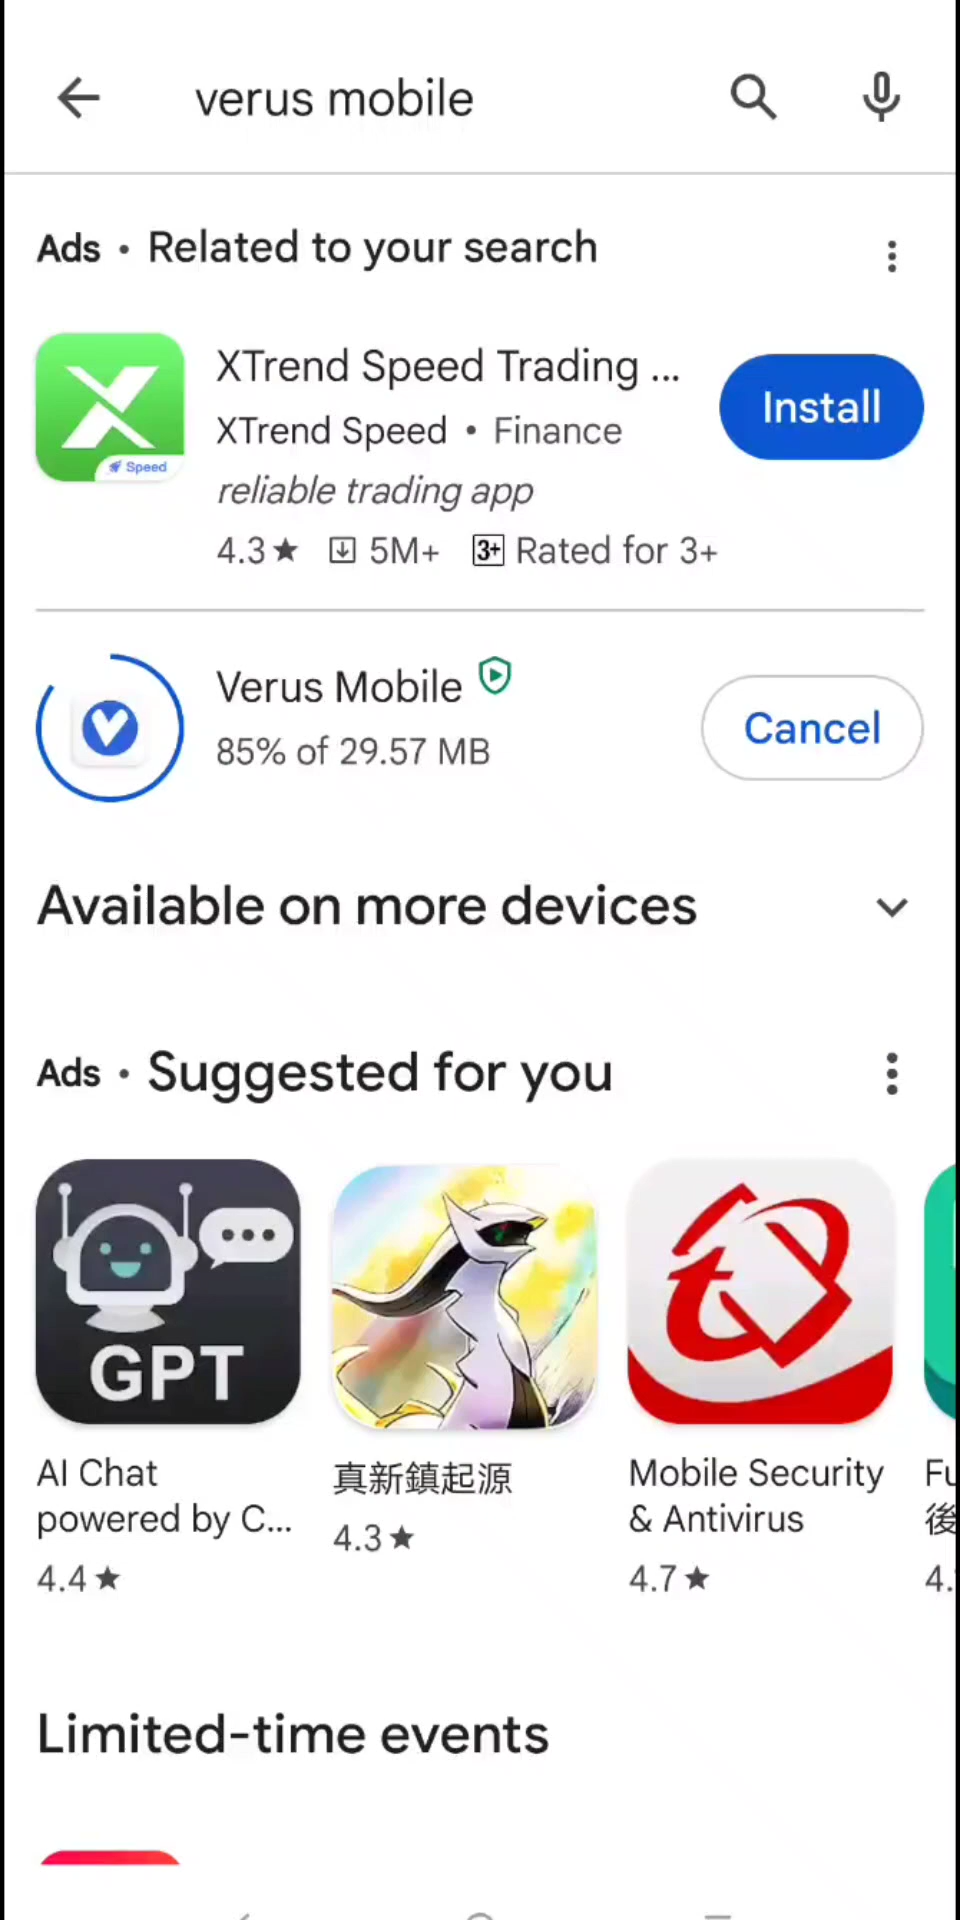 verus mobile
Ads • Related to your search
XTrend Speed Trading ...
XTrend Speed • Finance
Install
reliable trading app
4.3★ 5M+ 3+ Rated for 3+
Speed
Verus Mobile
85% of 29.57 MB
Cancel
Available on more devices
Ads • Suggested for you
GPT
AI Chat
powered by C...
4.4★
真新鎮起源
4.3★
Mobile Security
& Antivirus
4.7★
Fu
後
4.
Limited-time events